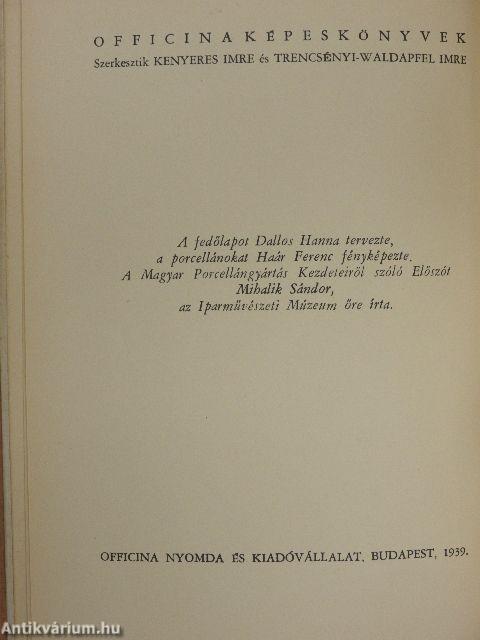 OFFICINA KÉPESKÖNYVEK
Szerkesztik KENYERES IMRE és TRENCSÉNYI-WALDAPFEL IMRE
A fedőlapot Dallos Hanna tervezte,
a porcellánokat Haár Ferenc fényképezte.
A Magyar Porcellángyártás Kezdeteiről szóló Előszót
Mihalik Sándor,
az Iparművészeti Múzeum őre írta.
OFFICINA NYOMDA ÉS KIADÓVÁLLALAT, BUDAPEST, 1939.
Antikvárium.hu